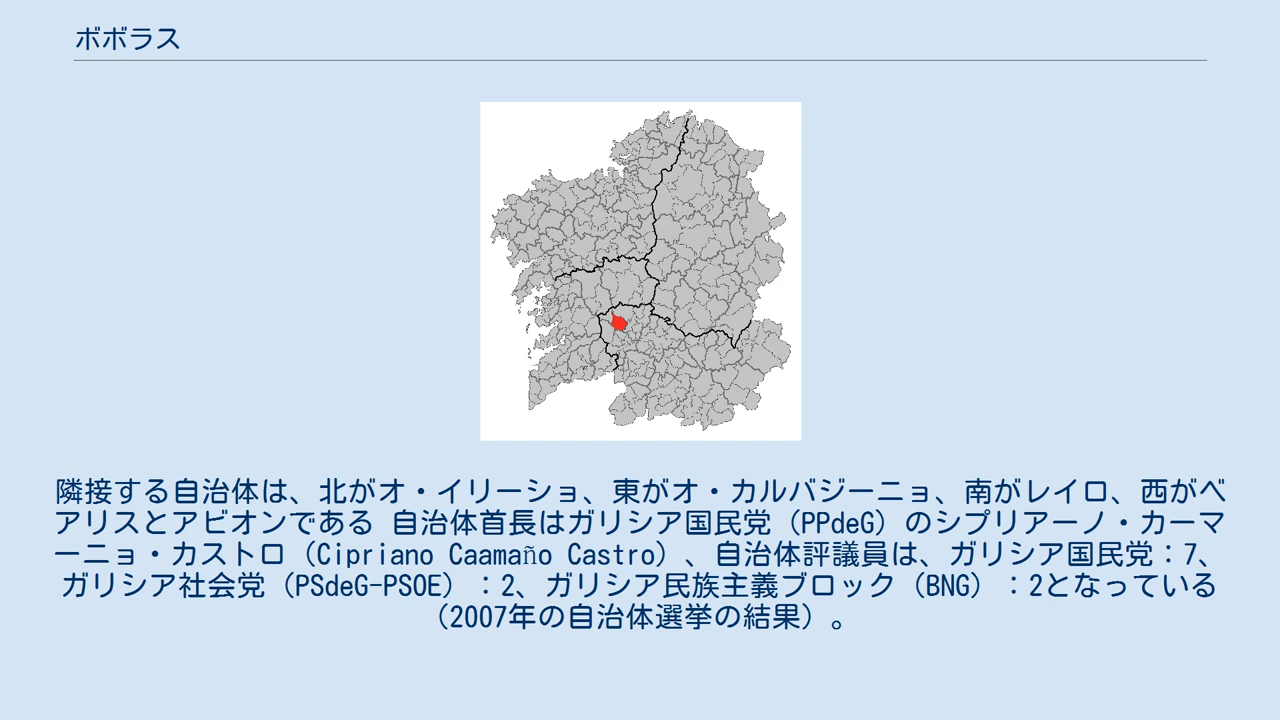 ボボラス
隣接する自治体は、北がオ・イリーショ、東がオ・カルバジーニョ、南がレイロ、西がベ
アリスとアビオンである 自治体首長はガリシア国民党（PPdeG）のシプリアーノ・カーマ
ーニョ・カストロ（Cipriano Caamaño Castro）、自治体評議員は、ガリシア国民党：7、
ガリシア社会党（PSdeG-PSOE）：2、ガリシア民族主義ブロック（BNG）：2となっている
（2007年の自治体選挙の結果）。